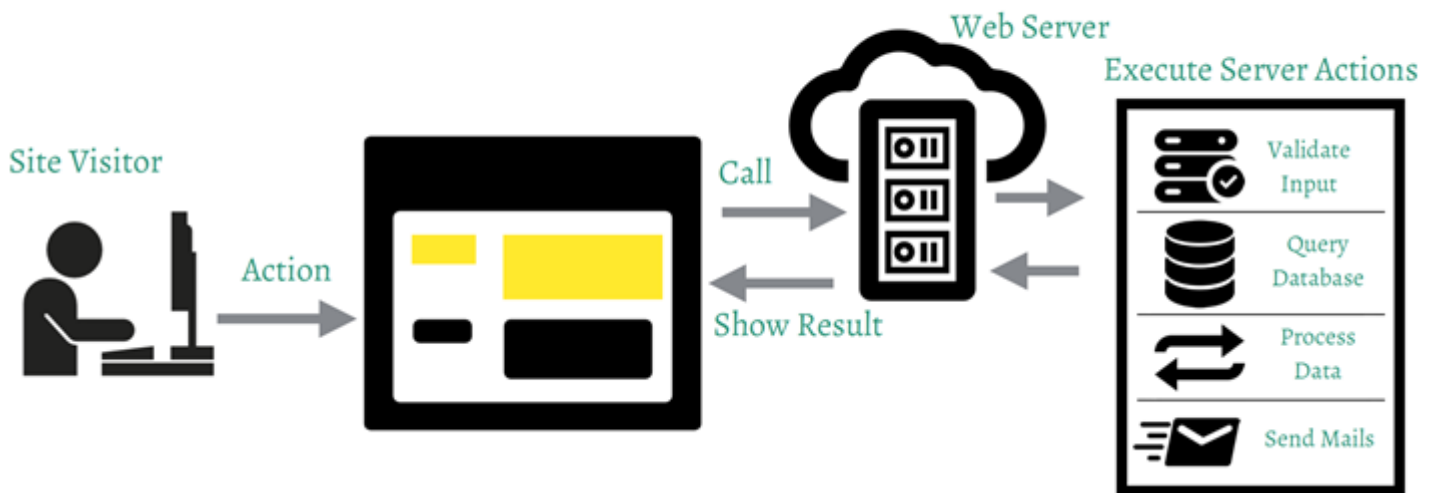 Site Visitor
Action
Call
Show Result
Web Server
Execute Server Actions
Validate
Input
Query
Database
Process
Data
Send Mails